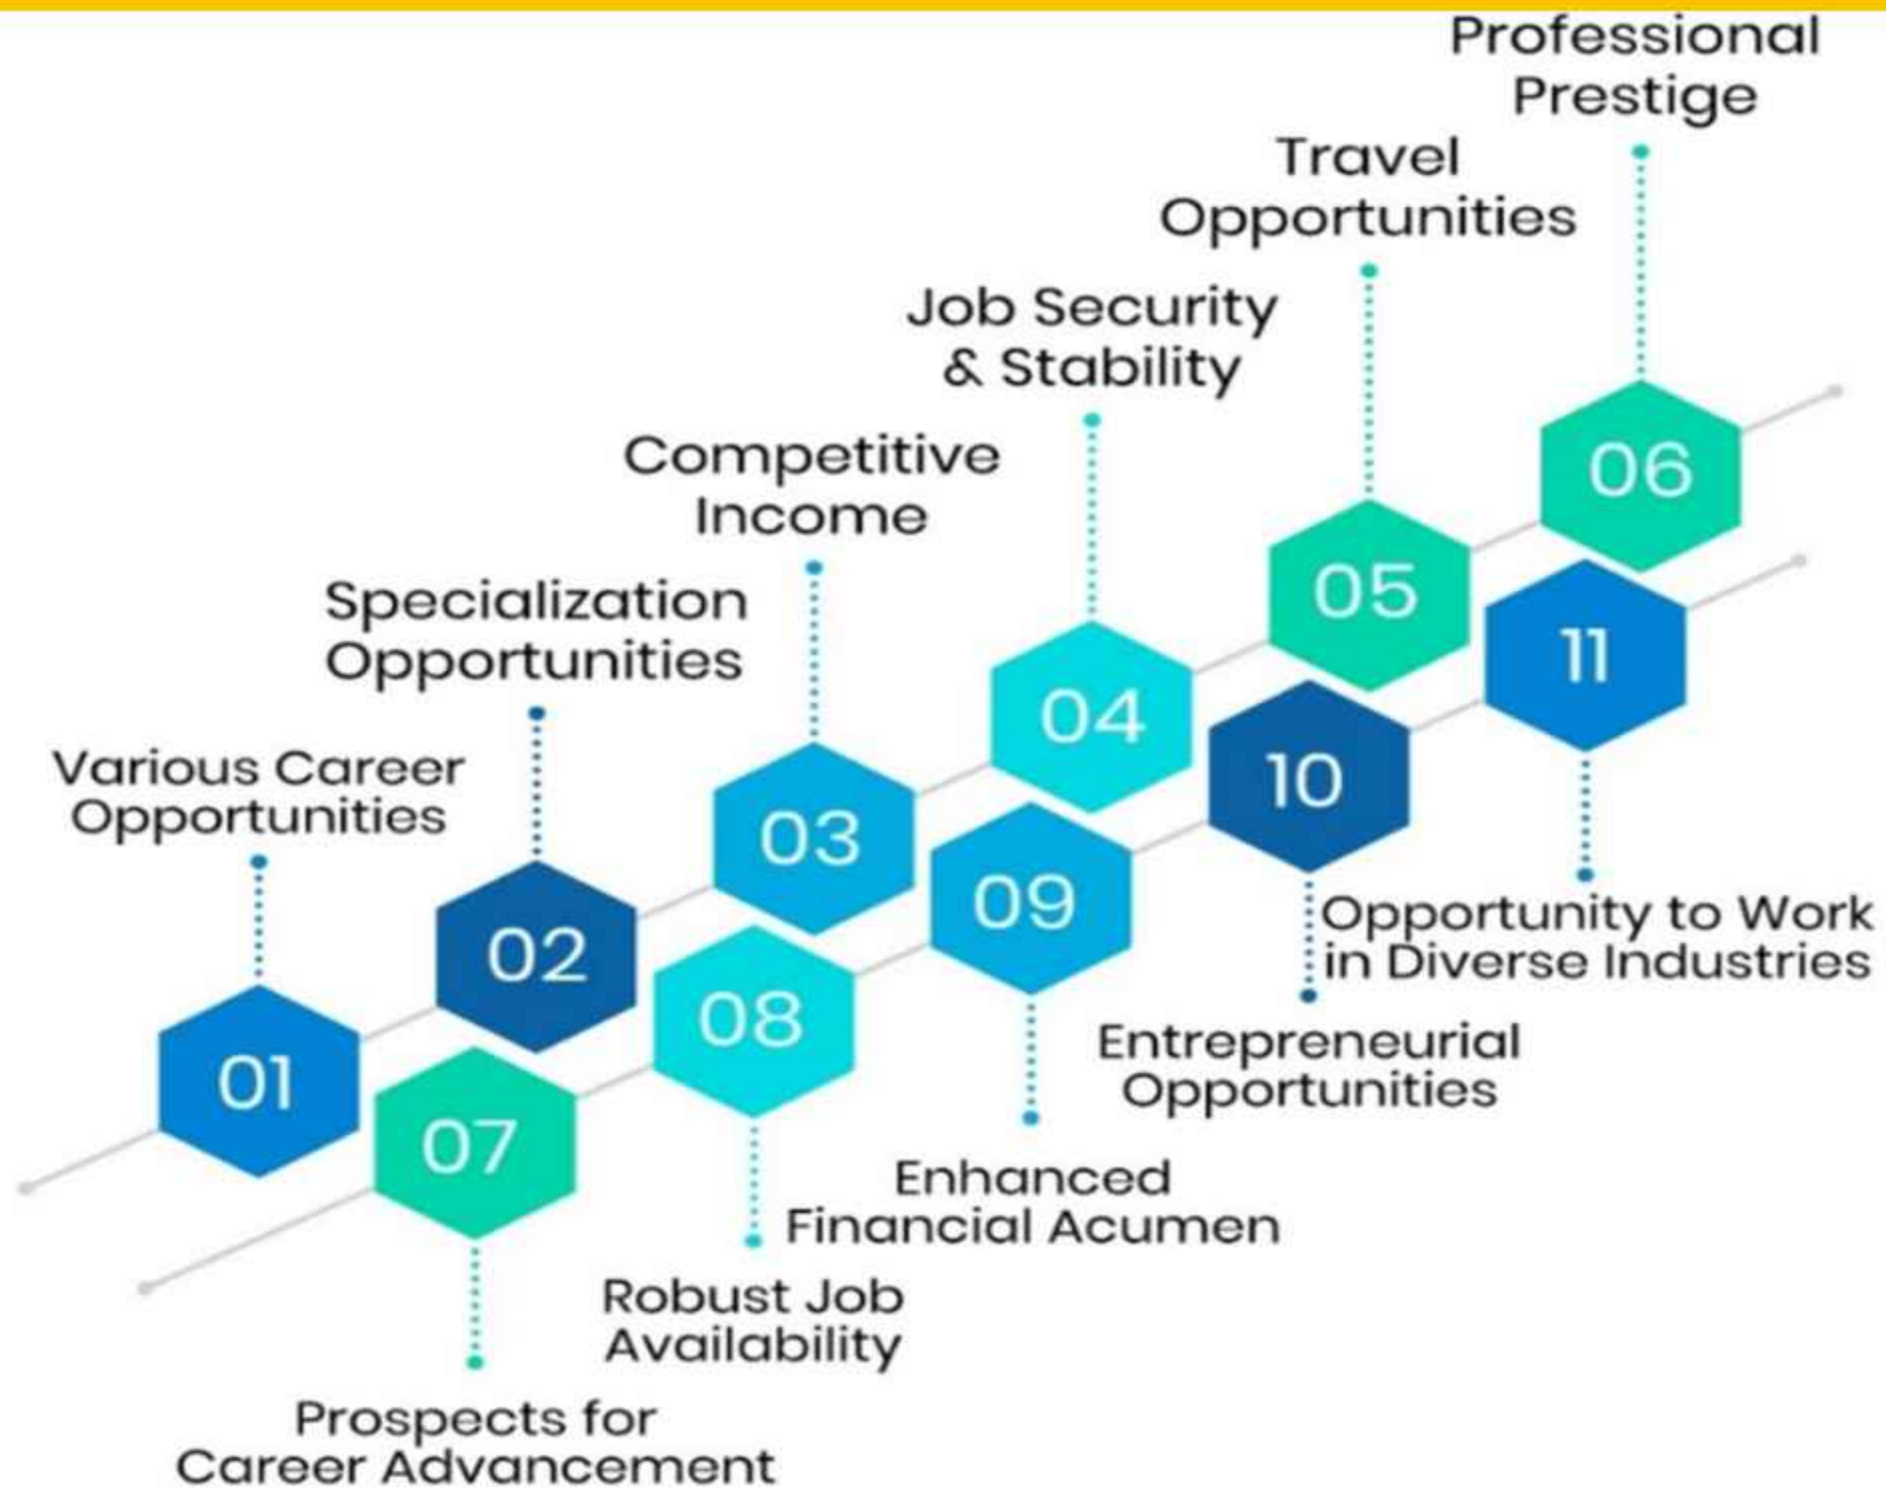 Various Career
Opportunities
01
Specialization
Opportunities
02
Competitive
Income
03
Job Security
& Stability
04
Travel
Opportunities
05
Professional
Prestige
06
07
Prospects for
Career Advancement
08
Robust Job
Availability
09
Enhanced
Financial Acumen
10
Entrepreneurial
Opportunities
11
Opportunity to Work
in Diverse Industries